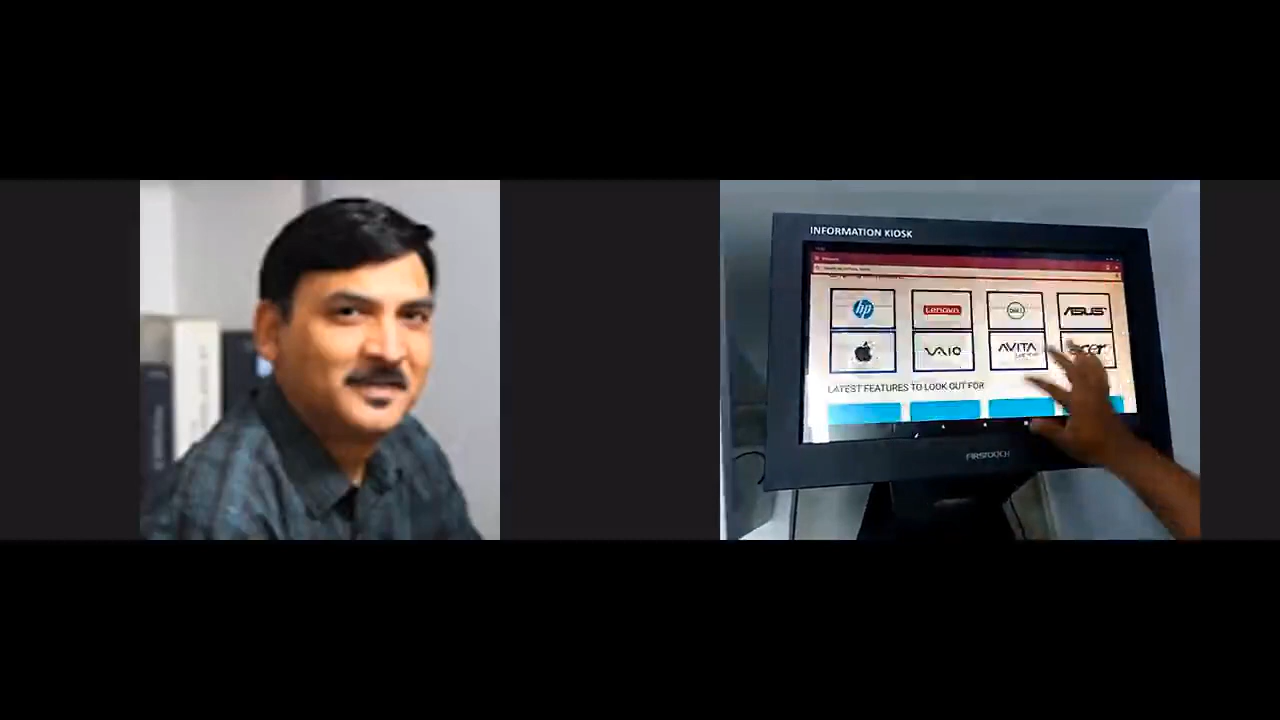 INFORMATION KIOSK
hp
Lenovo
DELL
ASUS
VAIO
AVITA
acer
LATEST FEATURES TO LOOK OUT FOR
FIRSTOUCH